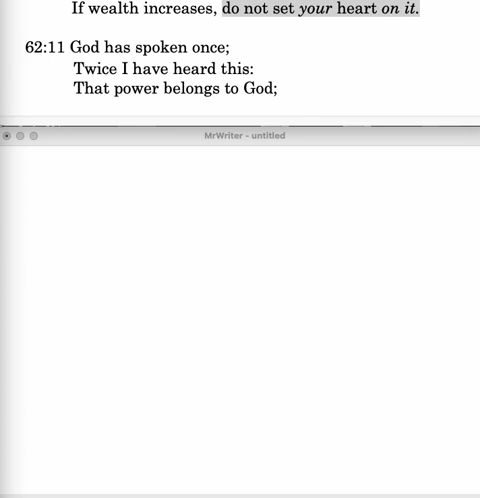 If wealth increases, do not set your heart on it.
62:11 God has spoken once;
Twice I have heard this:
That power belongs to God;
MrWriter - untitled